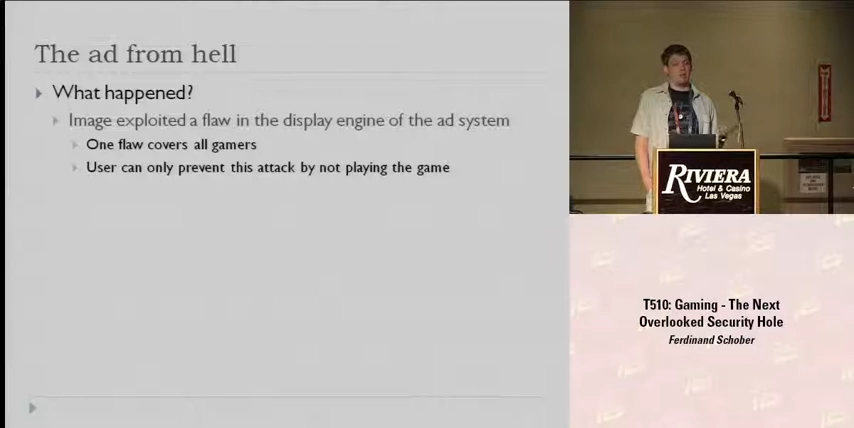 The ad from hell
What happened?
Image exploited a flaw in the display engine of the ad system
One flaw covers all gamers
User can only prevent this attack by not playing the game
RIVIERA
Hotel & Casino
Las Vegas
T510: Gaming - The Next
Overlooked Security Hole
Ferdinand Schober